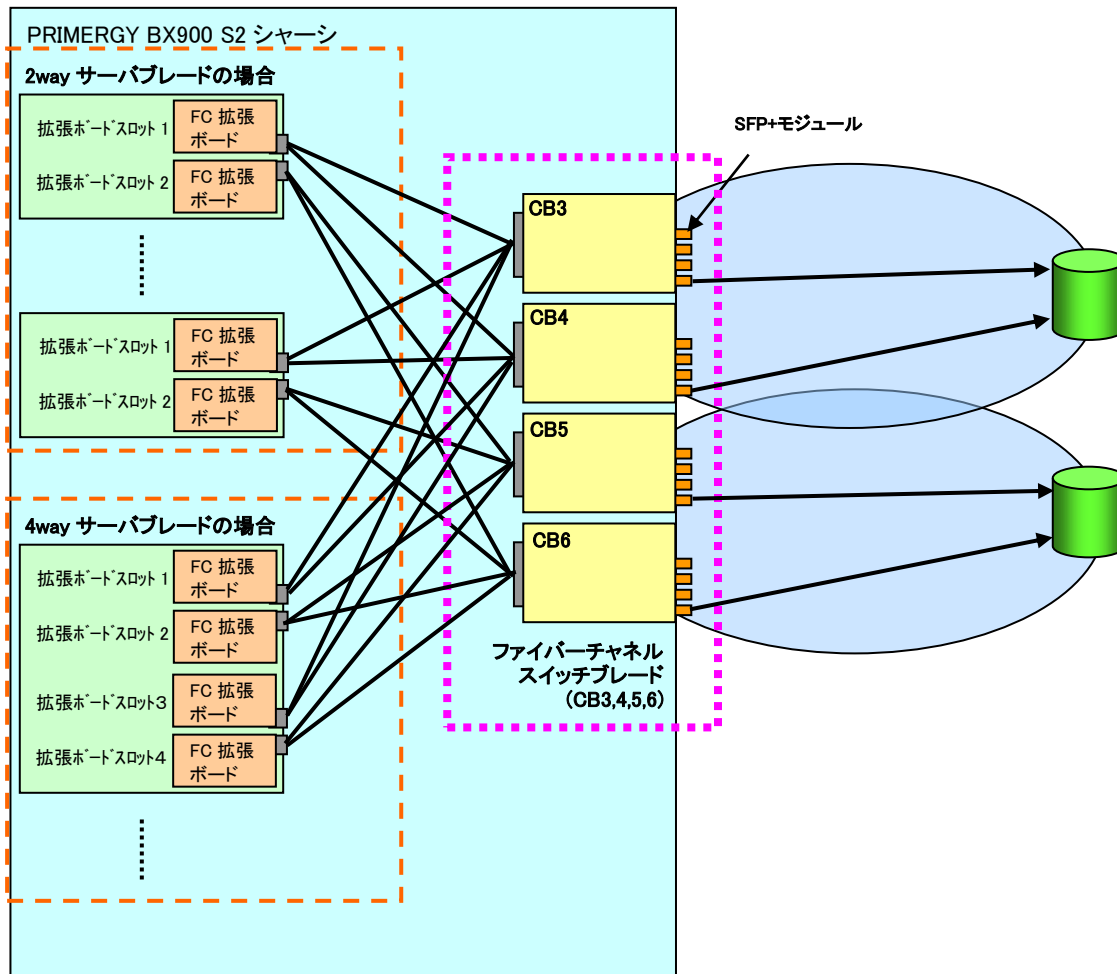 PRIMERGY BX900 S2 シャーシ
2way サーバブレードの場合
拡張ボードスロット 1
FC 拡張
ボード
拡張ボードスロット 2
FC 拡張
ボード
拡張ボードスロット 1
FC 拡張
ボード
拡張ボードスロット 2
FC 拡張
ボード
4way サーバブレードの場合
拡張ボードスロット 1
FC 拡張
ボード
拡張ボードスロット 2
FC 拡張
ボード
拡張ボードスロット3
FC 拡張
ボード
拡張ボードスロット4
FC 拡張
ボード
SFP+モジュール
CB3
CB4
CB5
CB6
ファイバーチャネル
スイッチブレード
(CB3,4,5,6)